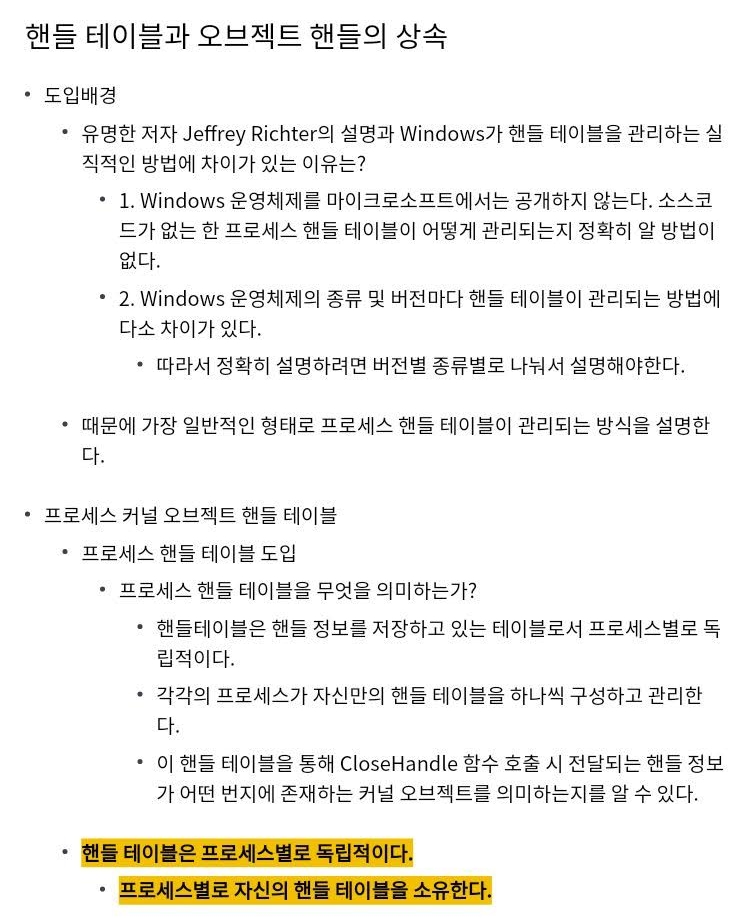 핸들 테이블과 오브젝트 핸들의 상속
• 도입배경
• 유명한 저자 Jeffrey Richter의 설명과 Windows가 핸들 테이블을 관리하는 실
직적인 방법에 차이가 있는 이유는?
• 1. Windows 운영체제를 마이크로소프트에서는 공개하지 않는다. 소스코
드가 없는 한 프로세스 핸들 테이블이 어떻게 관리되는지 정확히 알 방법이
없다.
• 2. Windows 운영체제의 종류 및 버전마다 핸들 테이블이 관리되는 방법에
다소 차이가 있다.
• 따라서 정확히 설명하려면 버전별 종류별로 나눠서 설명해야한다.
• 때문에 가장 일반적인 형태로 프로세스 핸들 테이블이 관리되는 방식을 설명한
다.
• 프로세스 커널 오브젝트 핸들 테이블
• 프로세스 핸들 테이블 도입
• 프로세스 핸들 테이블을 무엇을 의미하는가?
• 핸들테이블은 핸들 정보를 저장하고 있는 테이블로서 프로세스별로 독
립적이다.
• 각각의 프로세스가 자신만의 핸들 테이블을 하나씩 구성하고 관리한
다.
• 이 핸들 테이블을 통해 CloseHandle 함수 호출 시 전달되는 핸들 정보
가 어떤 번지에 존재하는 커널 오브젝트를 의미하는지를 알 수 있다.
• 핸들 테이블은 프로세스별로 독립적이다.
• 프로세스별로 자신의 핸들 테이블을 소유한다.